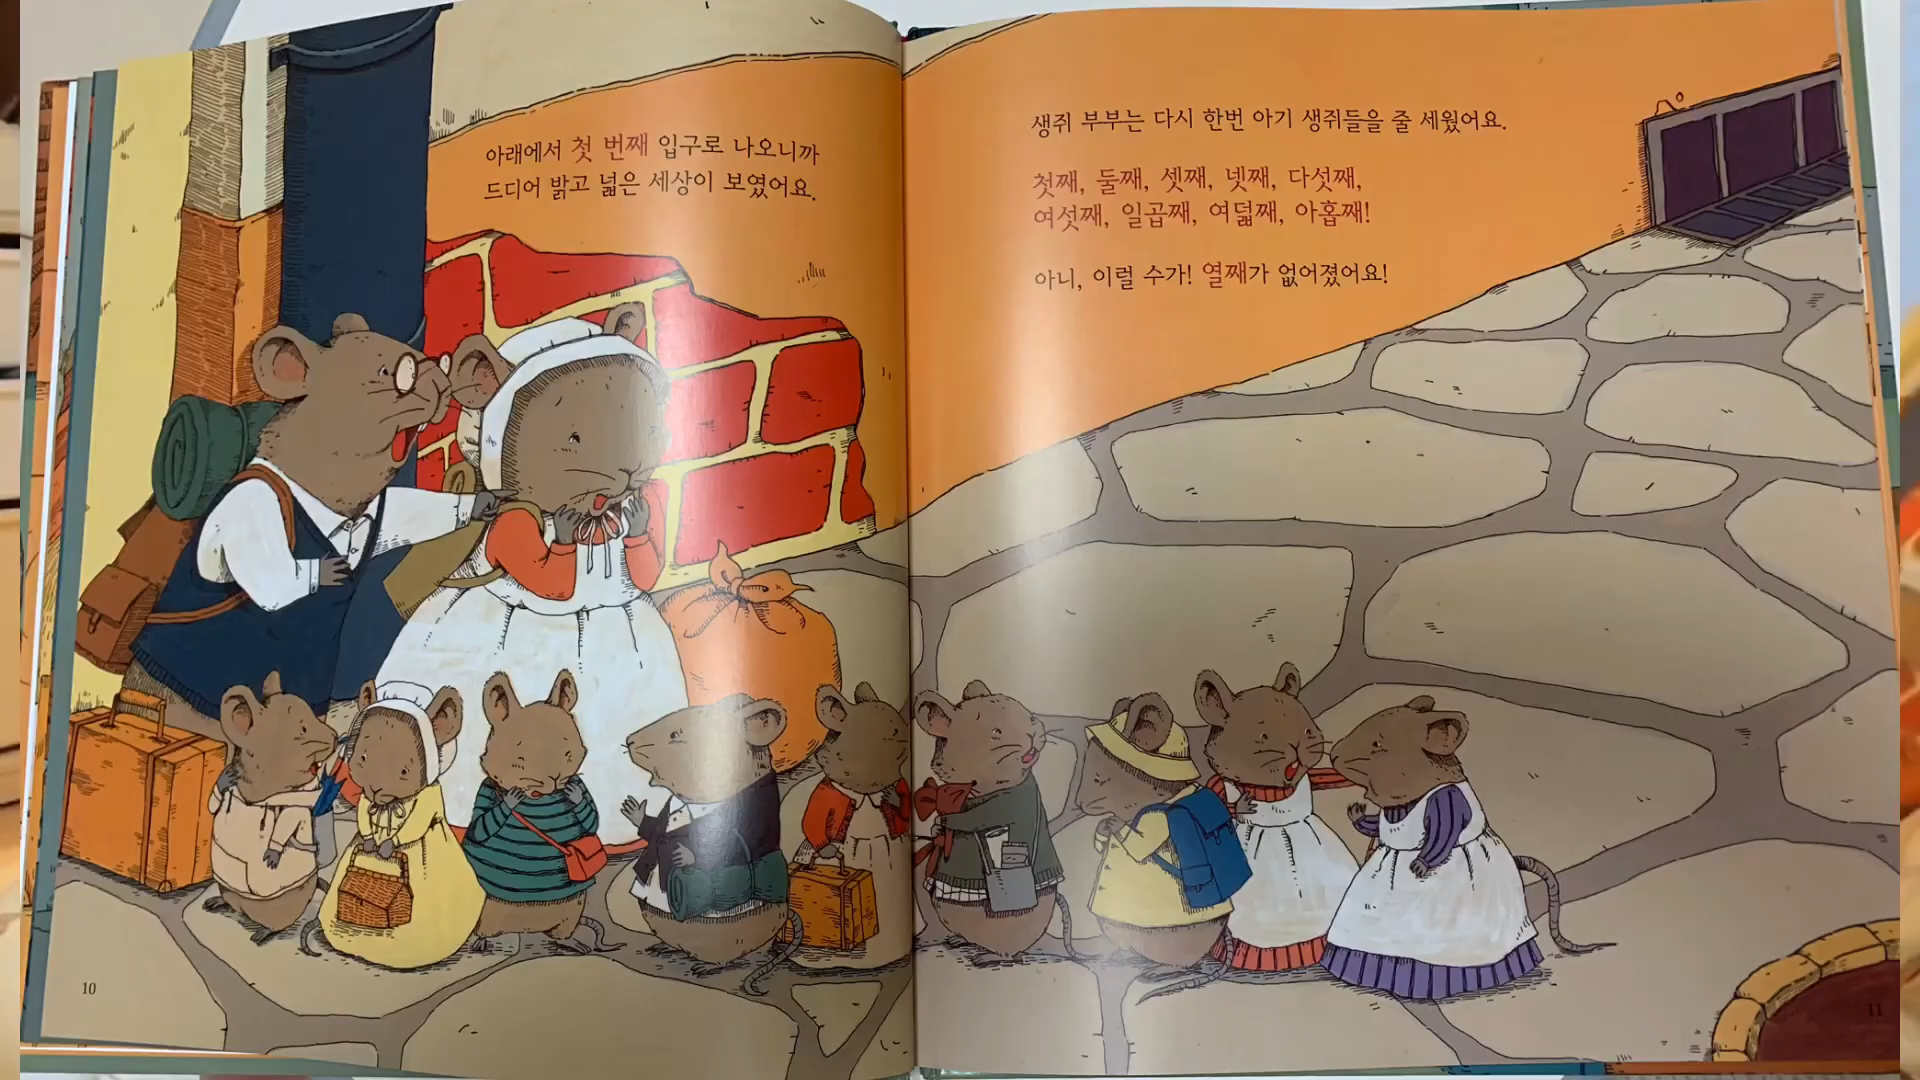 아래에서 첫 번째 입구로 나오니까
드디어 밝고 넓은 세상이 보였어요.
10
생쥐 부부는 다시 한번 아기 생쥐들을 줄 세웠어요.
첫째, 둘째, 셋째, 넷째, 다섯째,
여섯째, 일곱째, 여덟째, 아홉째!
아니, 이럴 수가! 열째가 없어졌어요!
11